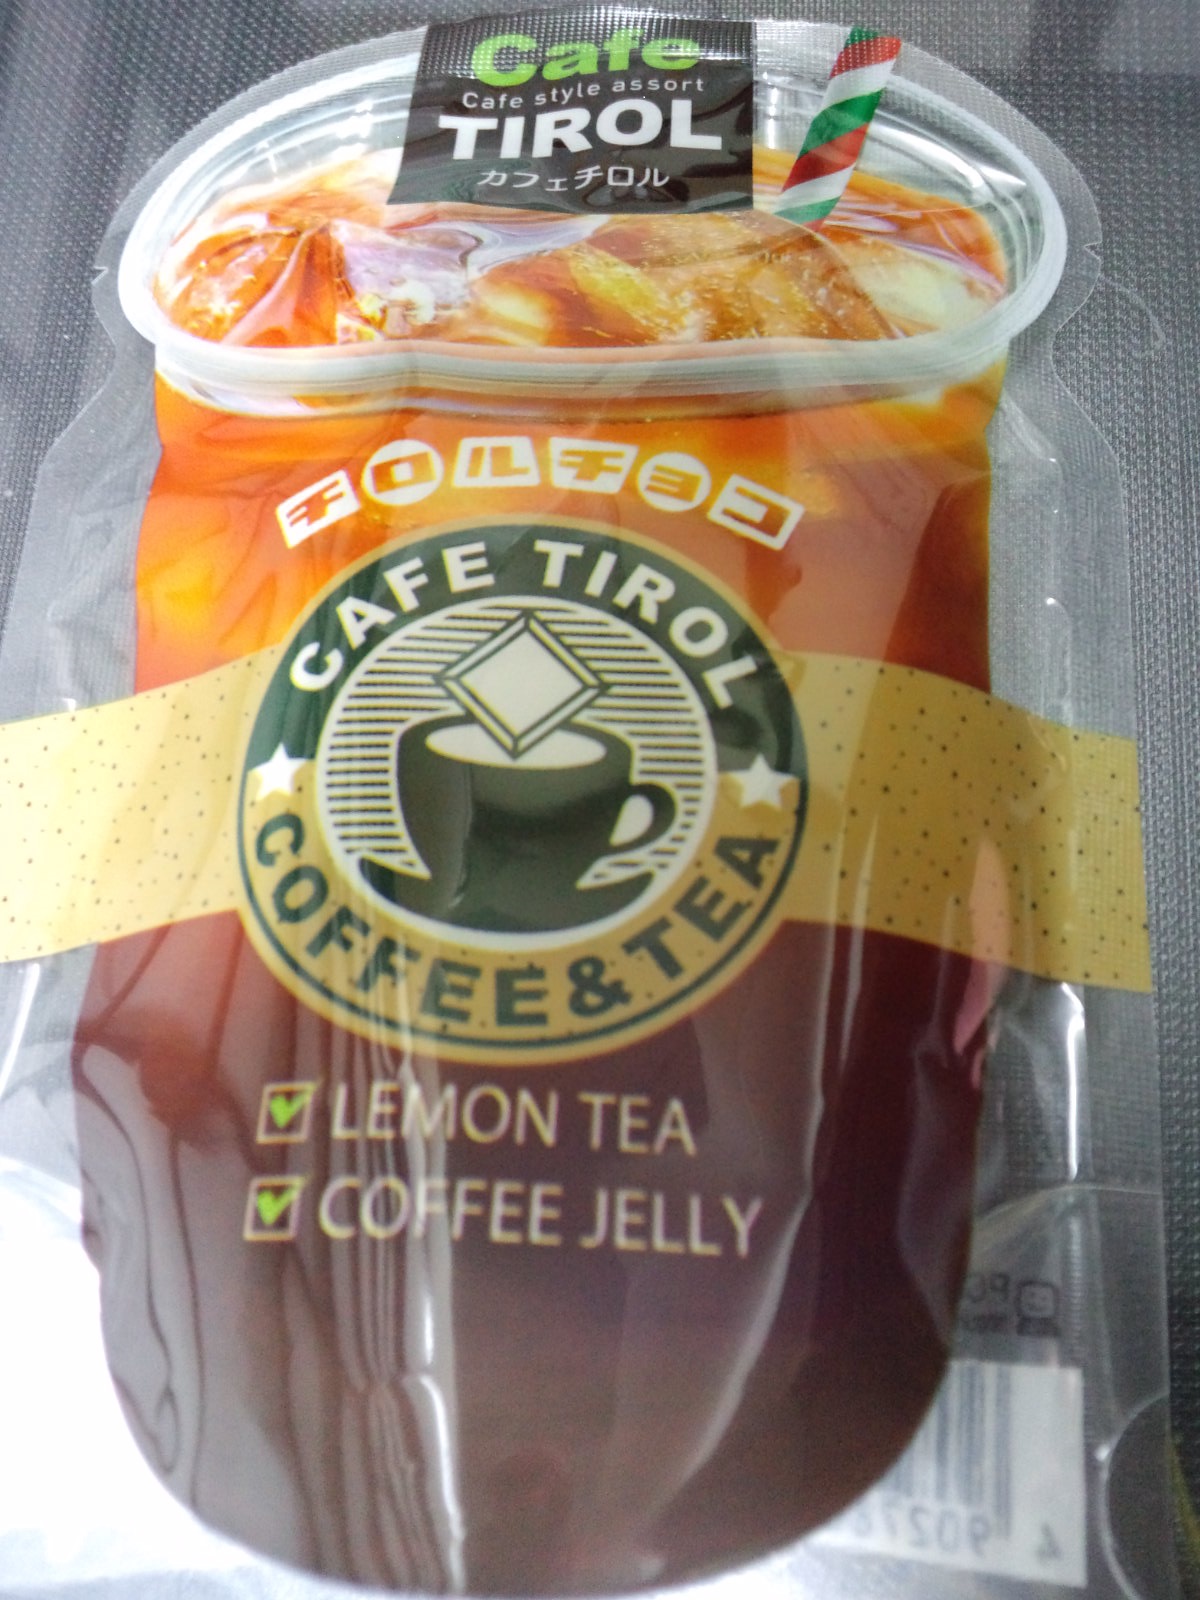 Cafe
Cafe style assort
TIROL
カフェチロル
チロルチョコ
CAFE TIROL
COFFEE & TEA
LEMON TEA
COFFEE JELLY